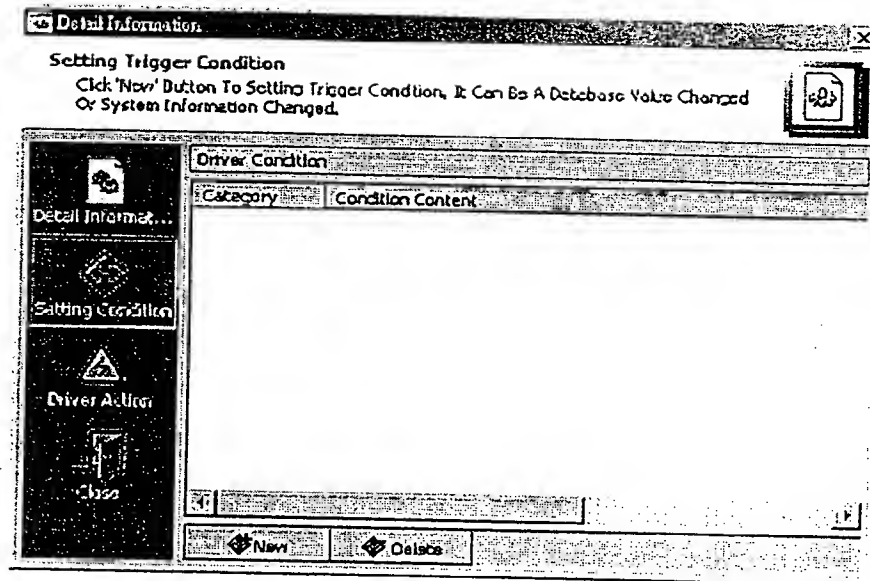 Detail Information
Setting Trigger Condition
Click 'New' Button To Setting Trigger Condition, It Can Be A Database Value Changed
Or System Information Changed.
Driver Condition
Category Condition Content
Detail Informat...
Setting Condition
Driver Action
Close
New Delete